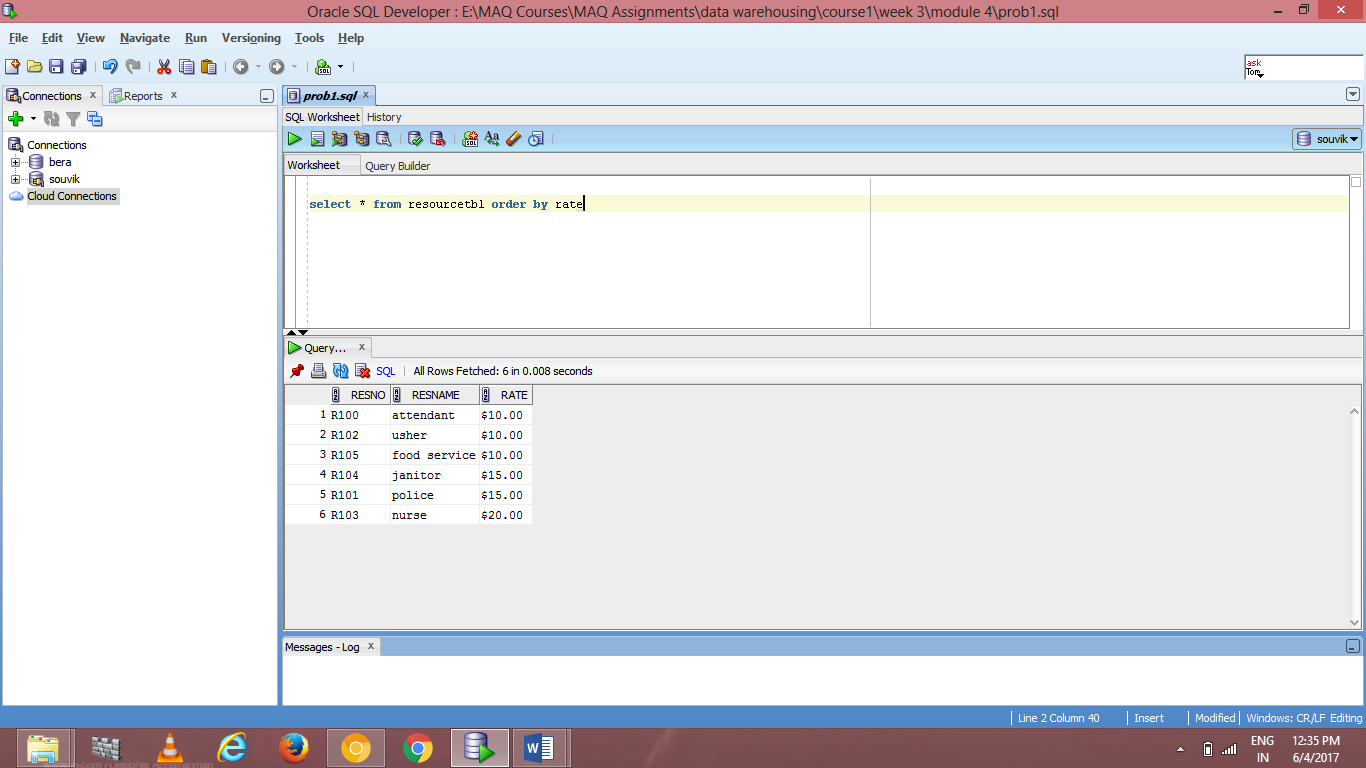 Oracle SQL Developer : E:\MAQ Courses\MAQ Assignments\data warehousing\course1\week 3\module 4\prob1.sql
File Edit View Navigate Run Versioning Tools Help
SQL
ask
Tom
Connections x Reports x
prob1.sql x
SQL Worksheet History
SQL Aa
souvik
Connections
bera
souvik
Cloud Connections
Worksheet Query Builder
select * from resourcetbl order by rate
Query... x
SQL All Rows Fetched: 6 in 0.008 seconds
RESNO RESNAME RATE
1 R100 attendant $10.00
2 R102 usher $10.00
3 R105 food service $10.00
4 R104 janitor $15.00
5 R101 police $15.00
6 R103 nurse $20.00
Messages - Log x
Line 2 Column 40 Insert Modified Windows: CR/LF Editing
ENG 12:35 PM
IN 6/4/2017